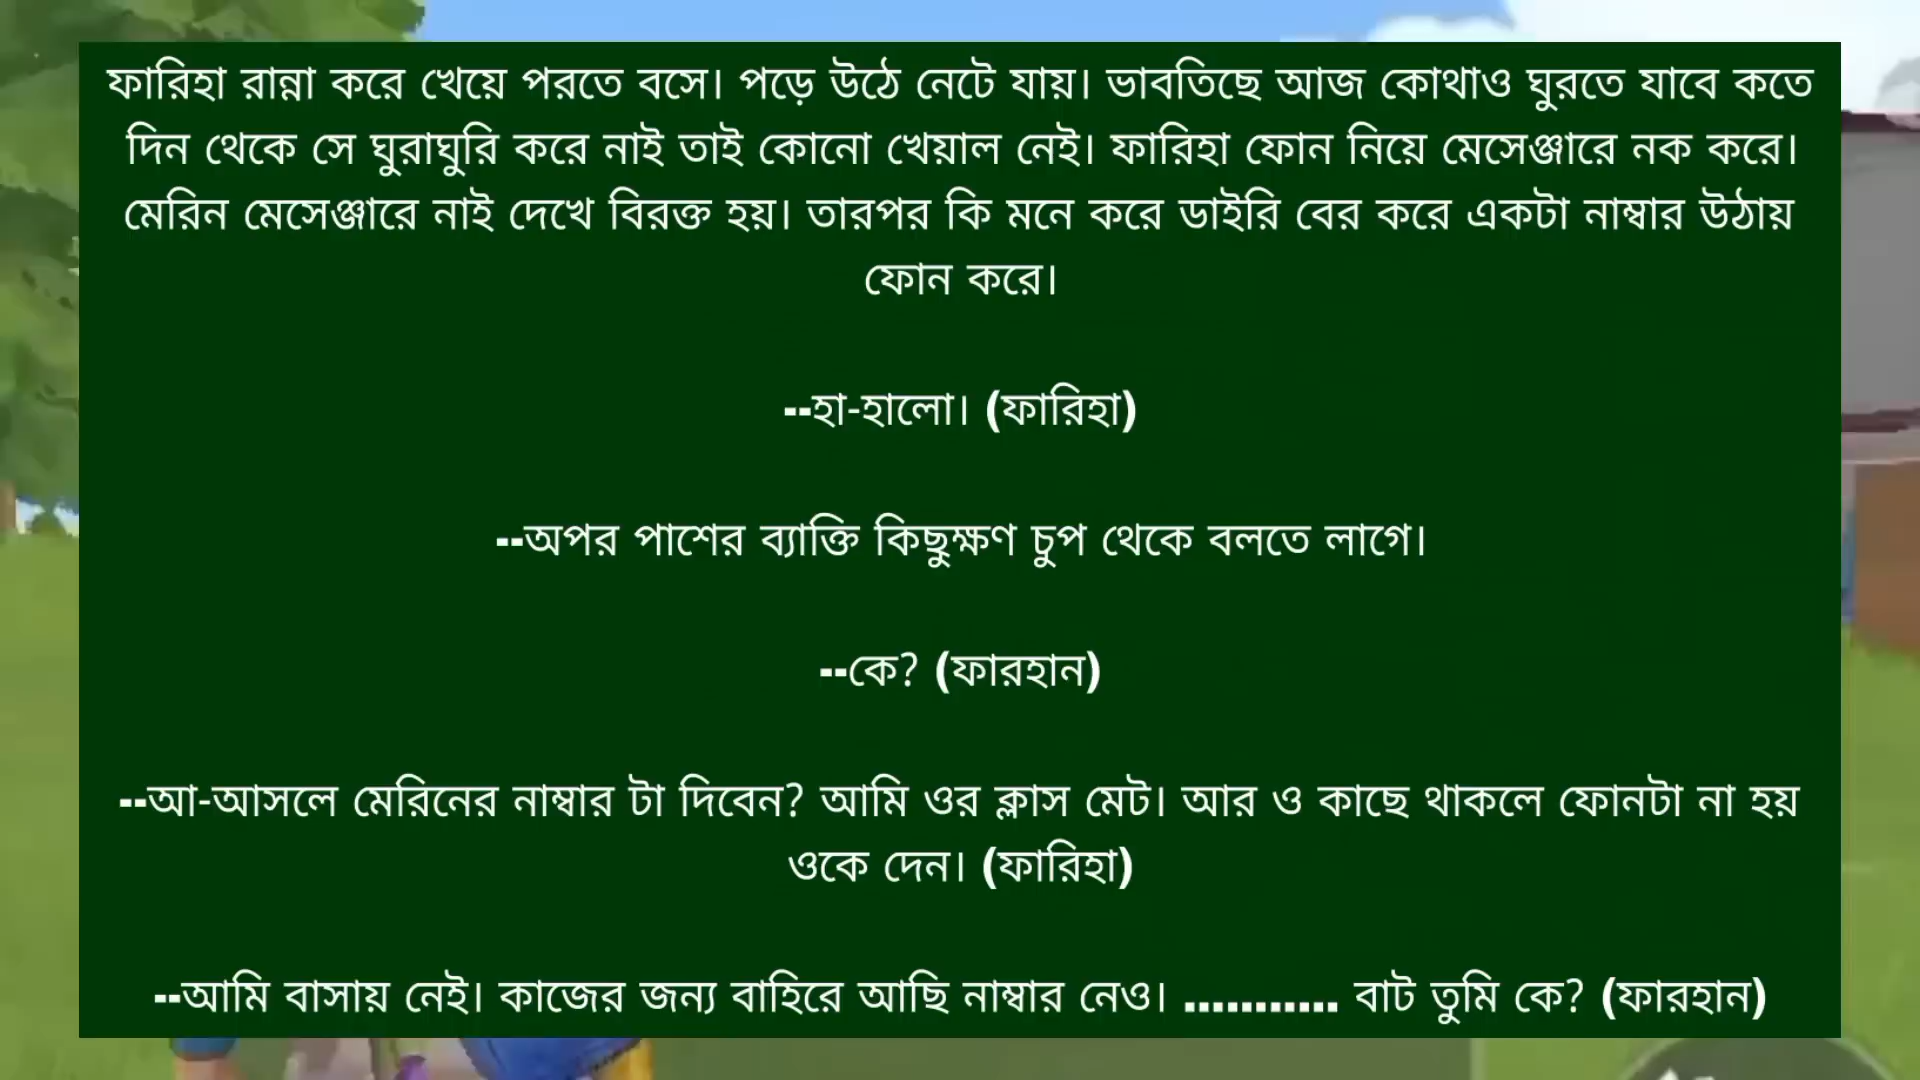 ফারিহা রান্না করে খেয়ে পরতে বসে। পড়ে উঠে নেটে যায়। ভাবতিছে আজ কোথাও ঘুরতে যাবে কতে
দিন থেকে সে ঘুরাঘুরি করে নাই তাই কোনো খেয়াল নেই। ফারিহা ফোন নিয়ে মেসেঞ্জারে নক করে।
মেরিন মেসেঞ্জারে নাই দেখে বিরক্ত হয়। তারপর কি মনে করে ডাইরি বের করে একটা নাম্বার উঠায়
ফোন করে।
--হা-হালো। (ফারিহা)
--অপর পাশের ব্যাক্তি কিছুক্ষণ চুপ থেকে বলতে লাগে।
--কে? (ফারহান)
--আ-আসলে মেরিনের নাম্বার টা দিবেন? আমি ওর ক্লাস মেট। আর ও কাছে থাকলে ফোনটা না হয়
ওকে দেন। (ফারিহা)
--আমি বাসায় নেই। কাজের জন্য বাহিরে আছি নাম্বার নেও। ........... বাট তুমি কে? (ফারহান)